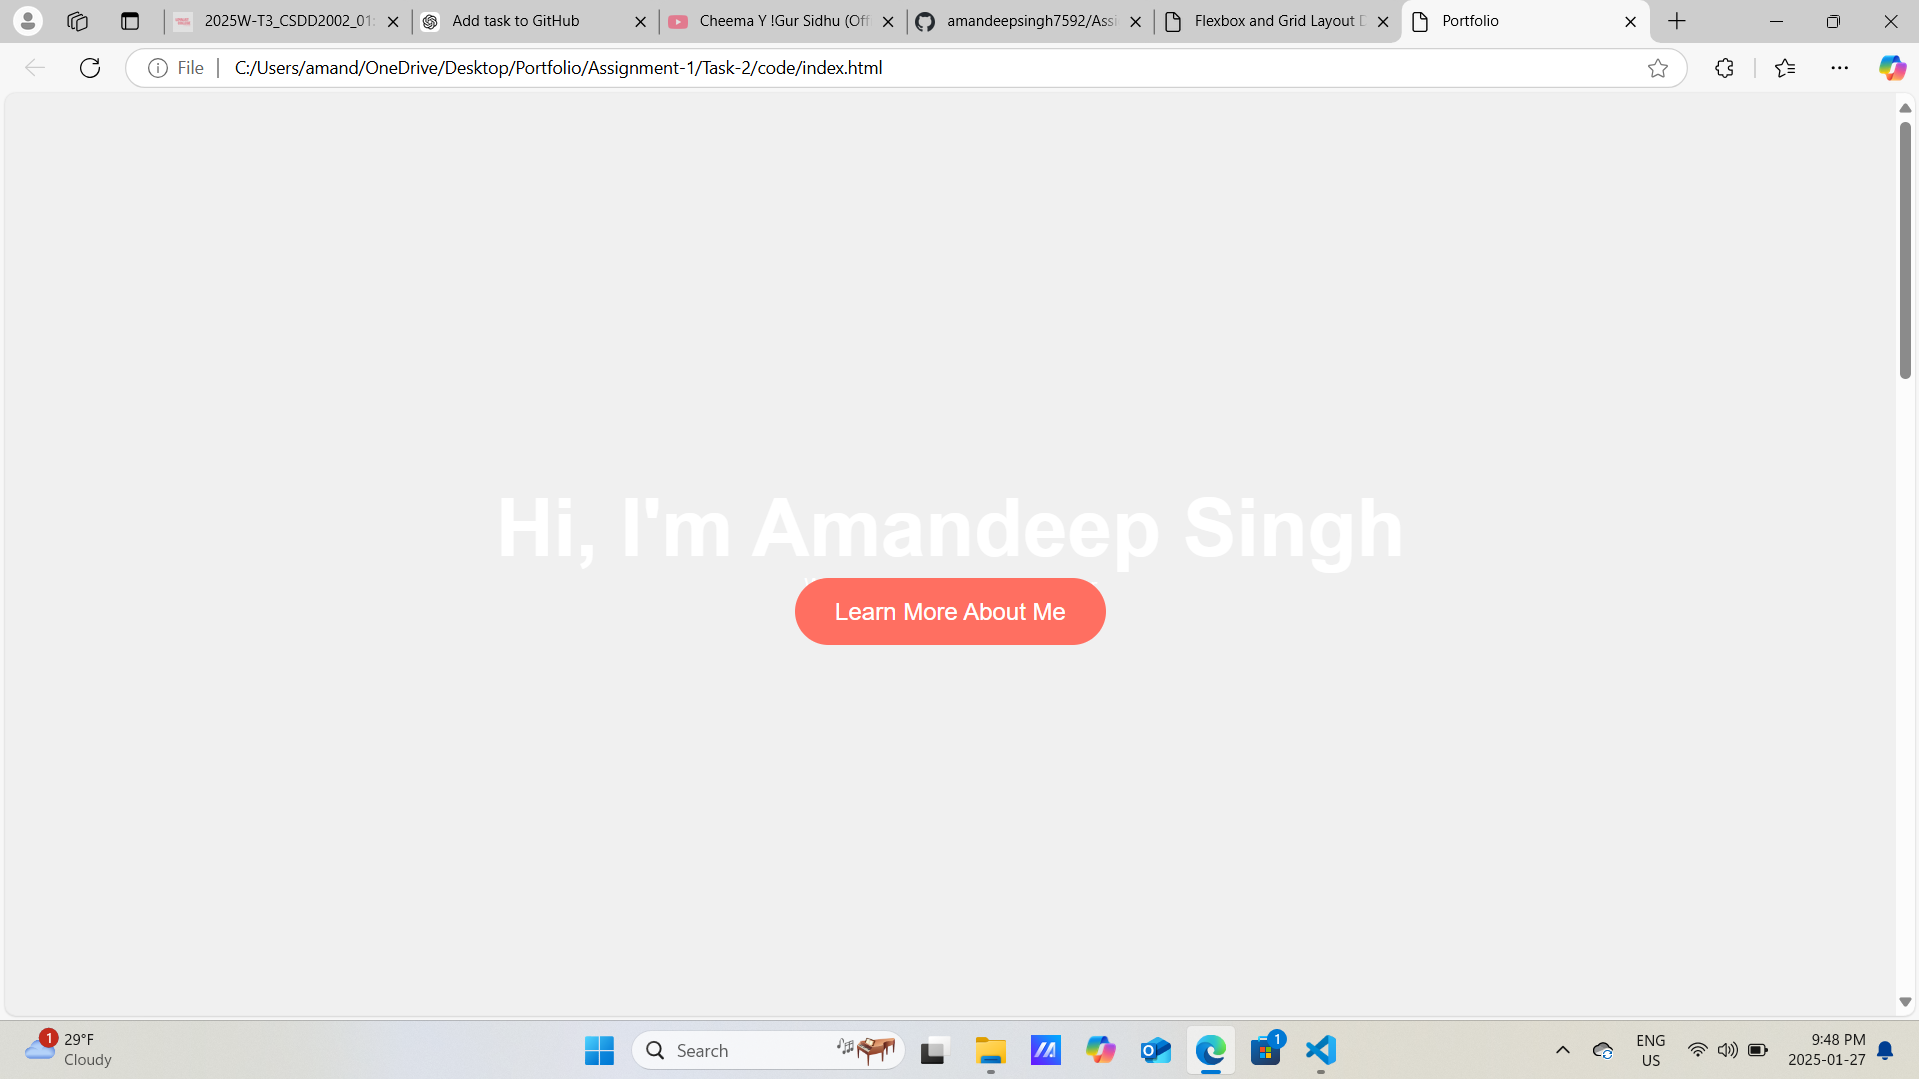 2025W-T3_CSDD2002_01
Add task to GitHub
Cheema Y !Gur Sidhu (Off
amandeepsingh7592/Assi
Flexbox and Grid Layout D
Portfolio
File
C:/Users/amand/OneDrive/Desktop/Portfolio/Assignment-1/Task-2/code/index.html
Hi, I'm Amandeep Singh
Learn More About Me
1
29°F
Cloudy
Search
1
ENG
US
9:48 PM
2025-01-27